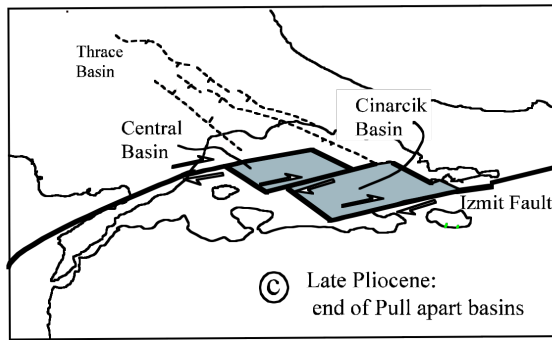 Thrace
Basin
Cinarcik
Basin
Central
Basin
Izmit Fault
c Late Pliocene:
end of Pull apart basins